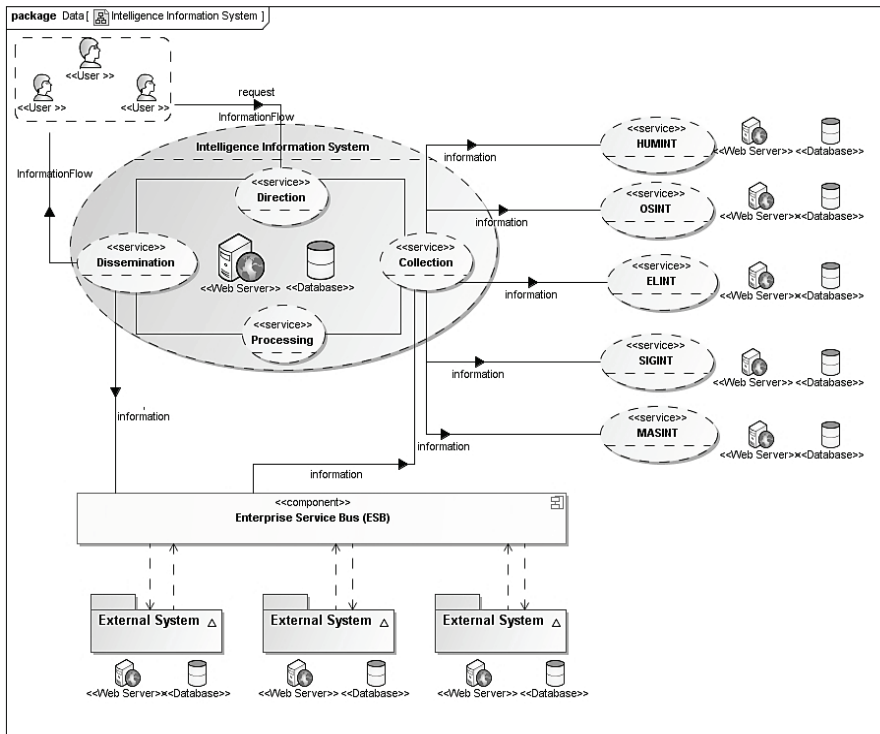 package Data [ Intelligence Information System ]
<<User >>
<<User >>
<<User >>
request
InformationFlow
InformationFlow
Intelligence Information System
<<service>>
Direction
<<service>>
Dissemination
<<Web Server>>
<<Database>>
<<service>>
Collection
<<service>>
Processing
information
<<service>>
HUMINT
<<Web Server>>
<<Database>>
information
<<service>>
OSINT
<<Web Server>>
<<Database>>
information
<<service>>
ELINT
<<Web Server>>
<<Database>>
information
<<service>>
SIGINT
<<Web Server>>
<<Database>>
information
<<service>>
MASINT
<<Web Server>>
<<Database>>
information
information
<<component>>
Enterprise Service Bus (ESB)
External System
<<Web Server>>
<<Database>>
External System
<<Web Server>>
<<Database>>
External System
<<Web Server>>
<<Database>>